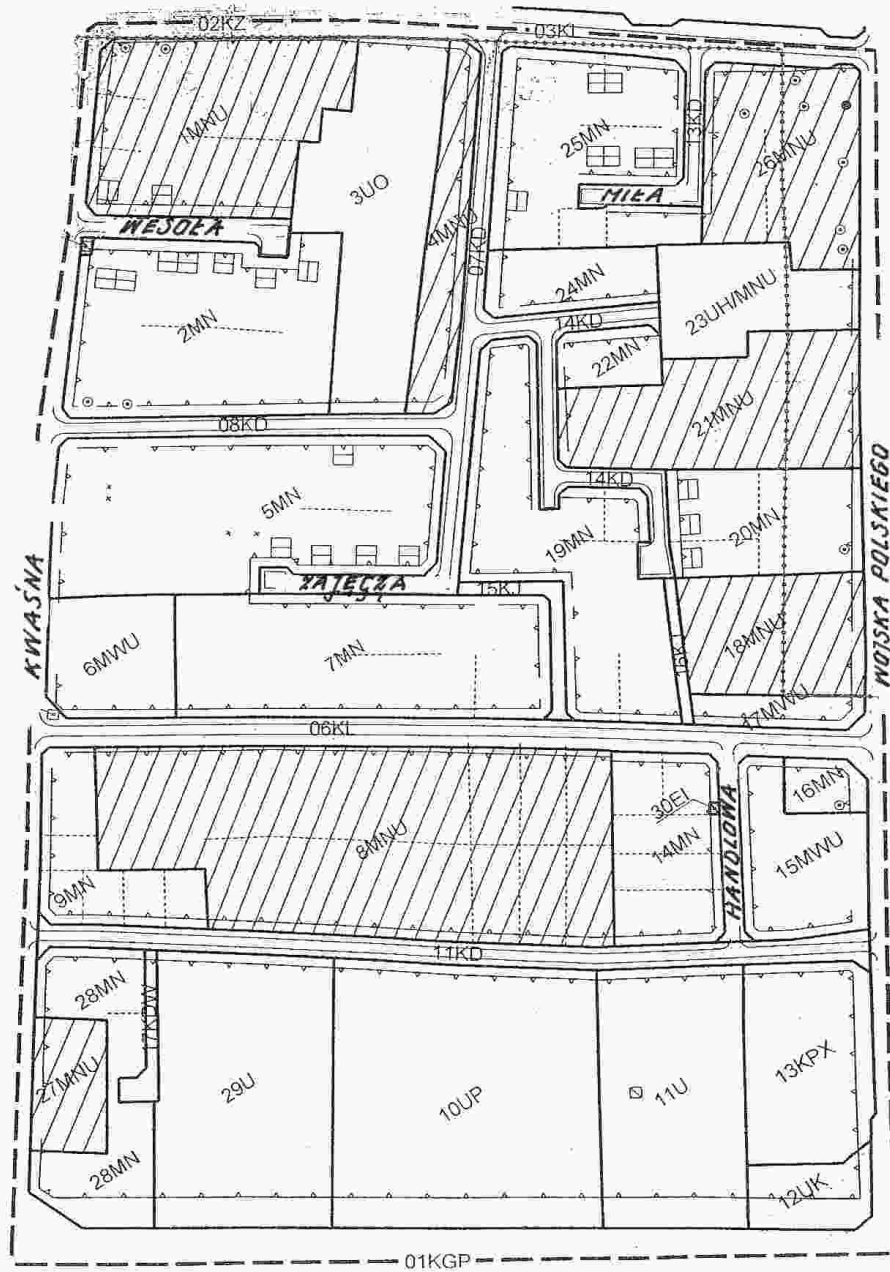 02KZ
03KL
1MNU
3UO
4MNU
07KD
25MN
13KD
26MNU
WESOŁA
MIŁA
2MN
24MN
23UH/MNU
14KD
22MN
21MNU
08KD
5MN
14KD
19MN
20MN
KWAŚNA
ZAJĘCZA
15KJ
WOJSKA POLSKIEGO
6MWU
7MN
16KJ
18MNU
17MWU
06KL
8MNU
30EI
14MN
HANDLOWA
16MN
15MWU
9MN
11KD
28MN
17KDW
27MNU
29U
10UP
11U
13KPX
28MN
12UK
01KGP